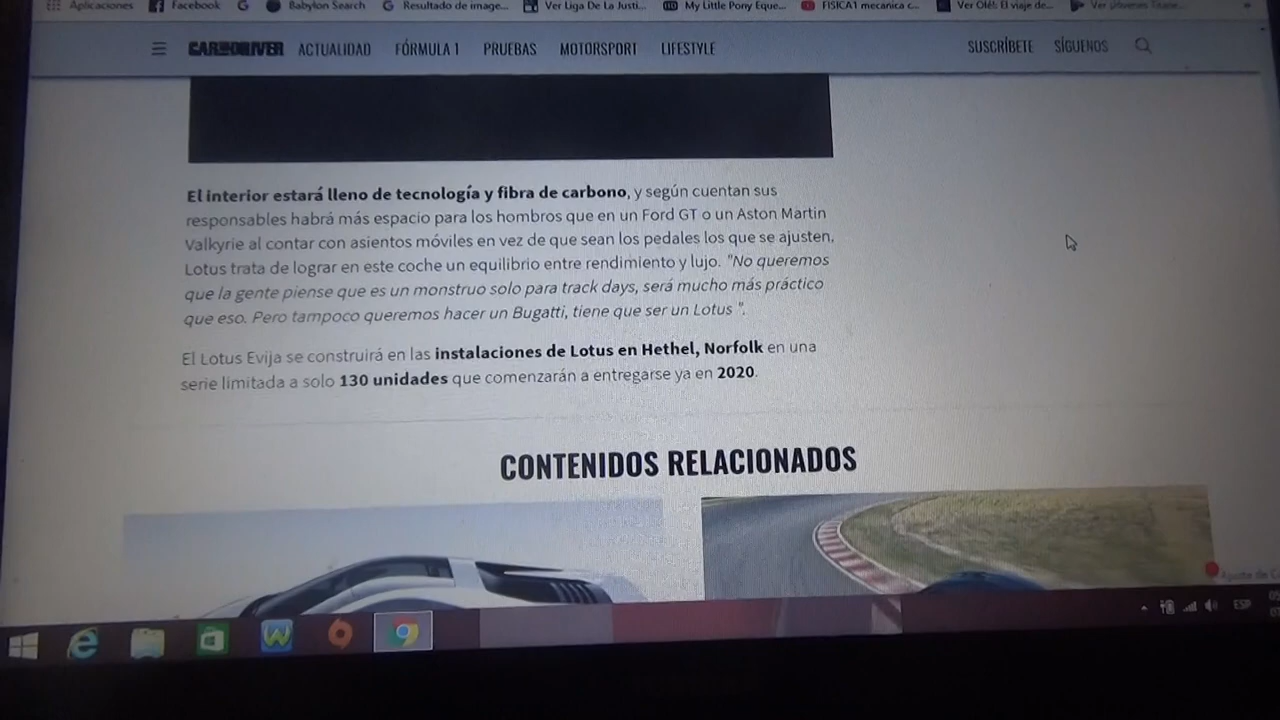 Aplicaciones Facebook Babylon Search Resultado de image... Ver Liga De La Justi... My Little Pony Eque... FISICA1 mecanica c... Ver Olé!: El viaje de...
CAR AND DRIVER ACTUALIDAD FÓRMULA 1 PRUEBAS MOTORSPORT LIFESTYLE SUSCRÍBETE SÍGUENOS
El interior estará lleno de tecnología y fibra de carbono, y según cuentan sus
responsables habrá más espacio para los hombros que en un Ford GT o un Aston Martin
Valkyrie al contar con asientos móviles en vez de que sean los pedales los que se ajusten.
Lotus trata de lograr en este coche un equilibrio entre rendimiento y lujo. "No queremos
que la gente piense que es un monstruo solo para track days, será mucho más práctico
que eso. Pero tampoco queremos hacer un Bugatti, tiene que ser un Lotus ".
El Lotus Evija se construirá en las instalaciones de Lotus en Hethel, Norfolk en una
serie limitada a solo 130 unidades que comenzarán a entregarse ya en 2020.
CONTENIDOS RELACIONADOS
Ajuste de
ESP